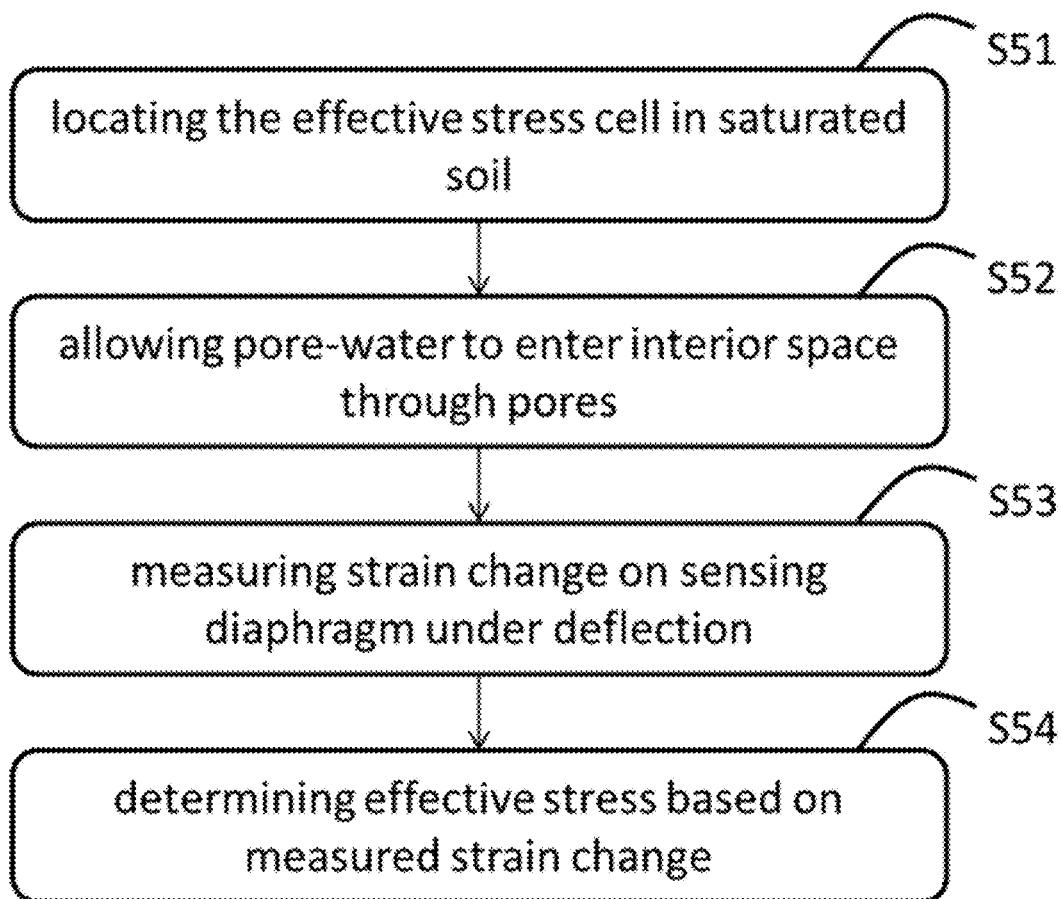 S51
locating the effective stress cell in saturated
soil
S52
allowing pore-water to enter interior space
through pores
S53
measuring strain change on sensing
diaphragm under deflection
S54
determining effective stress based on
measured strain change